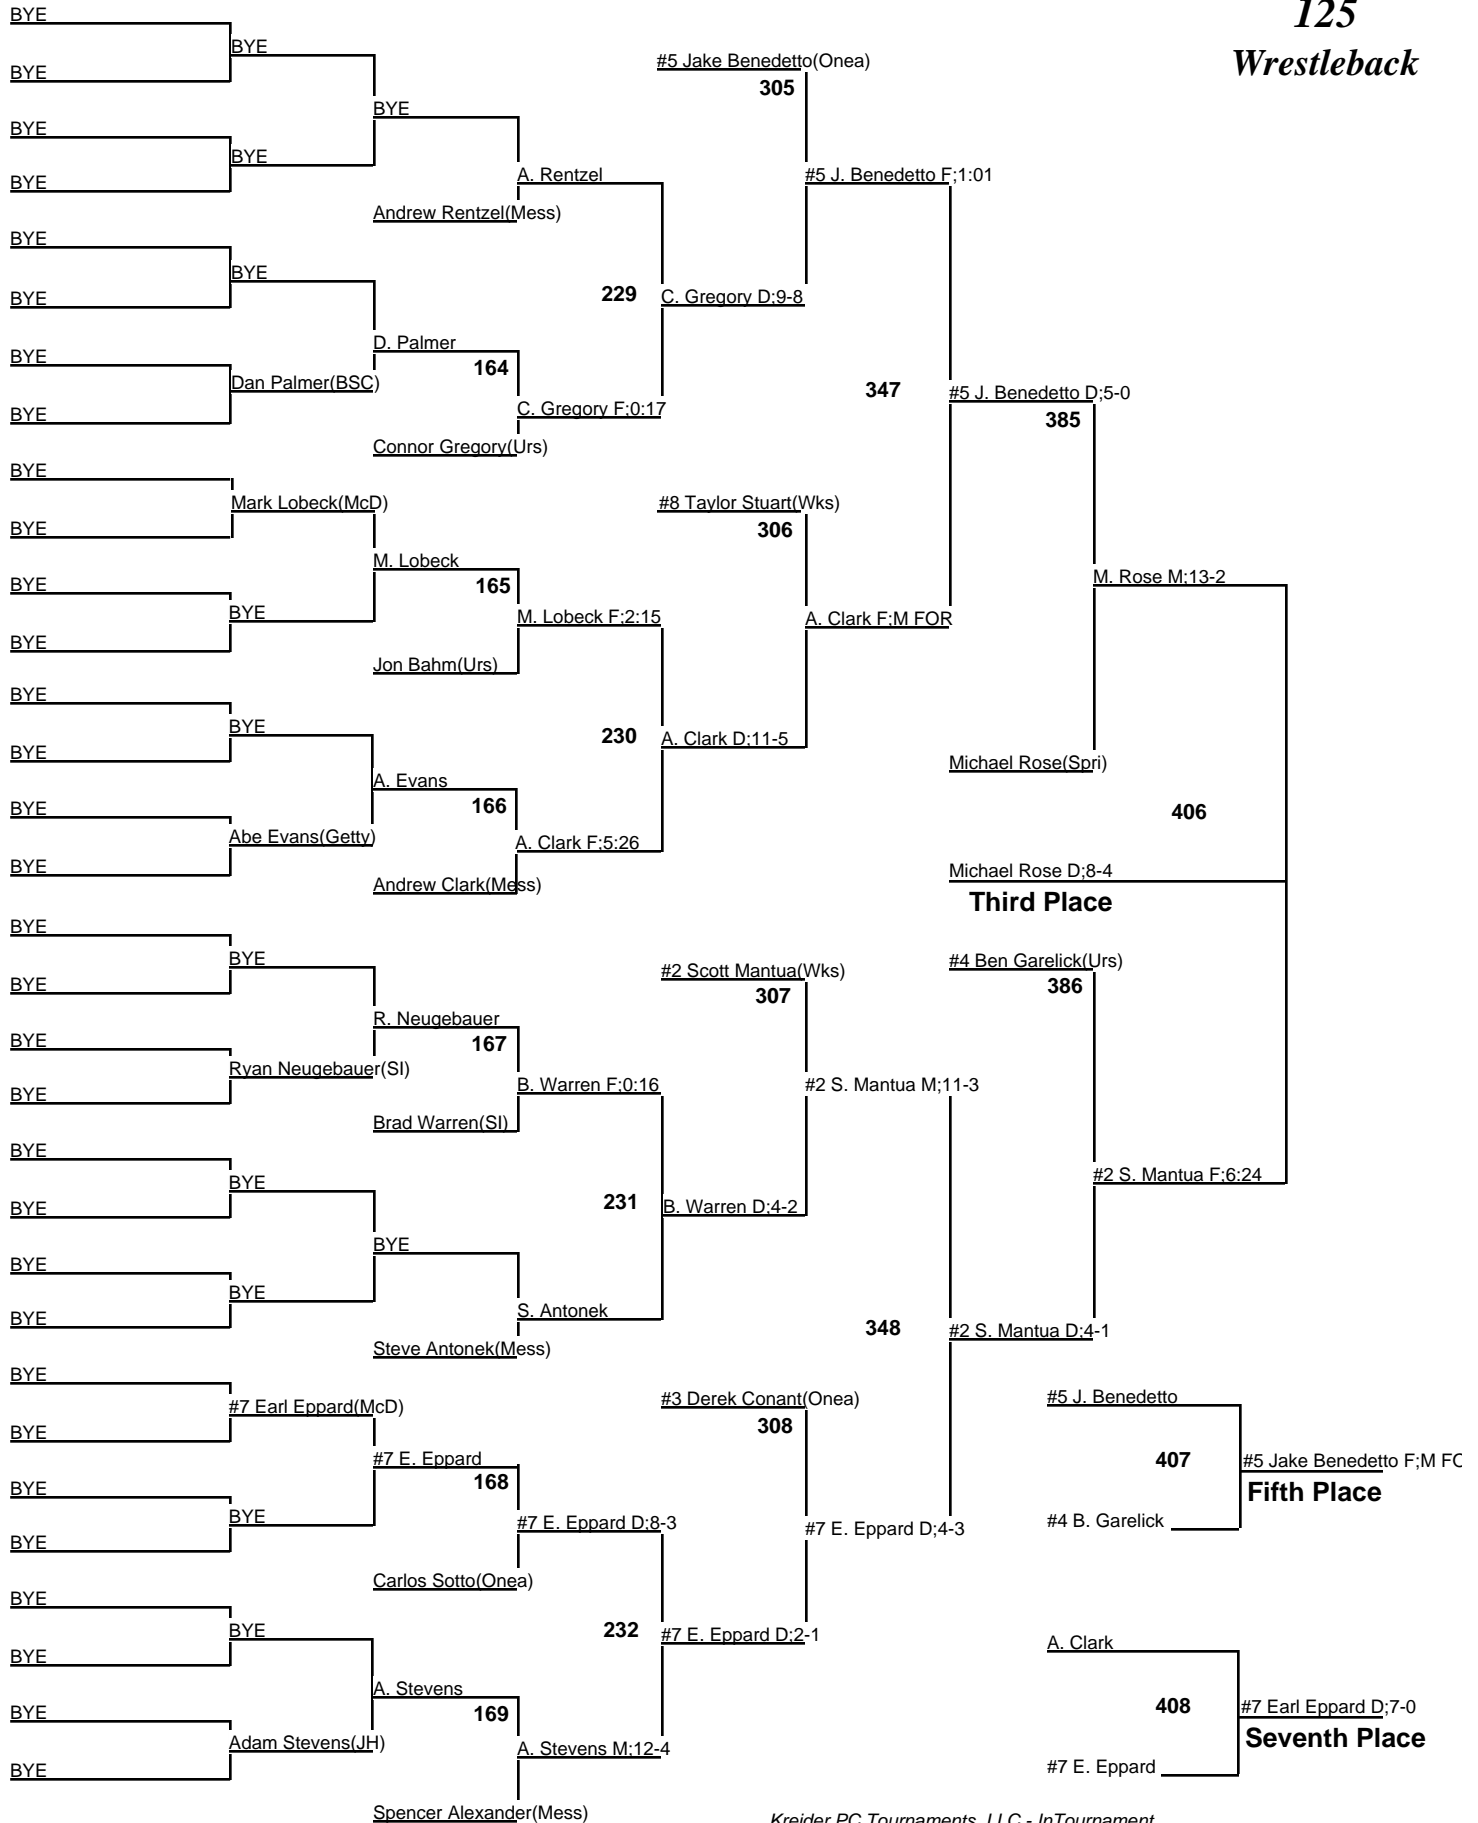 125
Wrestleback
BYE
BYE
BYE
#5 Jake Benedetto(Onea)
305
BYE
BYE
BYE
BYE
A. Rentzel
#5 J. Benedetto F;1:01
BYE
Andrew Rentzel(Mess)
BYE
BYE
229
C. Gregory D;9-8
BYE
D. Palmer
164
BYE
Dan Palmer(BSC)
347
#5 J. Benedetto D;5-0
385
BYE
C. Gregory F;0:17
Connor Gregory(Urs)
BYE
Mark Lobeck(McD)
#8 Taylor Stuart(Wks)
306
BYE
M. Lobeck
165
M. Rose M;13-2
BYE
BYE
M. Lobeck F;2:15
A. Clark F;M FOR
BYE
Jon Bahm(Urs)
BYE
BYE
230
A. Clark D;11-5
BYE
Michael Rose(Spri)
A. Evans
166
406
BYE
Abe Evans(Getty)
A. Clark F;5:26
BYE
Andrew Clark(Mess)
Michael Rose D;8-4
Third Place
BYE
BYE
#2 Scott Mantua(Wks)
307
#4 Ben Garelick(Urs)
386
BYE
R. Neugebauer
167
BYE
Ryan Neugebauer(SI)
B. Warren F;0:16
#2 S. Mantua M;11-3
BYE
Brad Warren(SI)
BYE
BYE
#2 S. Mantua F;6:24
231
B. Warren D;4-2
BYE
BYE
BYE
BYE
S. Antonek
BYE
348
#2 S. Mantua D;4-1
Steve Antonek(Mess)
BYE
#7 Earl Eppard(McD)
#3 Derek Conant(Onea)
308
#5 J. Benedetto
BYE
#7 E. Eppard
168
407
#5 Jake Benedetto F;M FO
Fifth Place
BYE
BYE
#7 E. Eppard D;8-3
#7 E. Eppard D;4-3
#4 B. Garelick
BYE
Carlos Sotto(Onea)
BYE
BYE
232
#7 E. Eppard D;2-1
A. Clark
BYE
A. Stevens
169
408
#7 Earl Eppard D;7-0
Seventh Place
BYE
Adam Stevens(JH)
A. Stevens M;12-4
BYE
#7 E. Eppard
Spencer Alexander(Mess)
Kreider PC Tournaments, LLC - InTournament